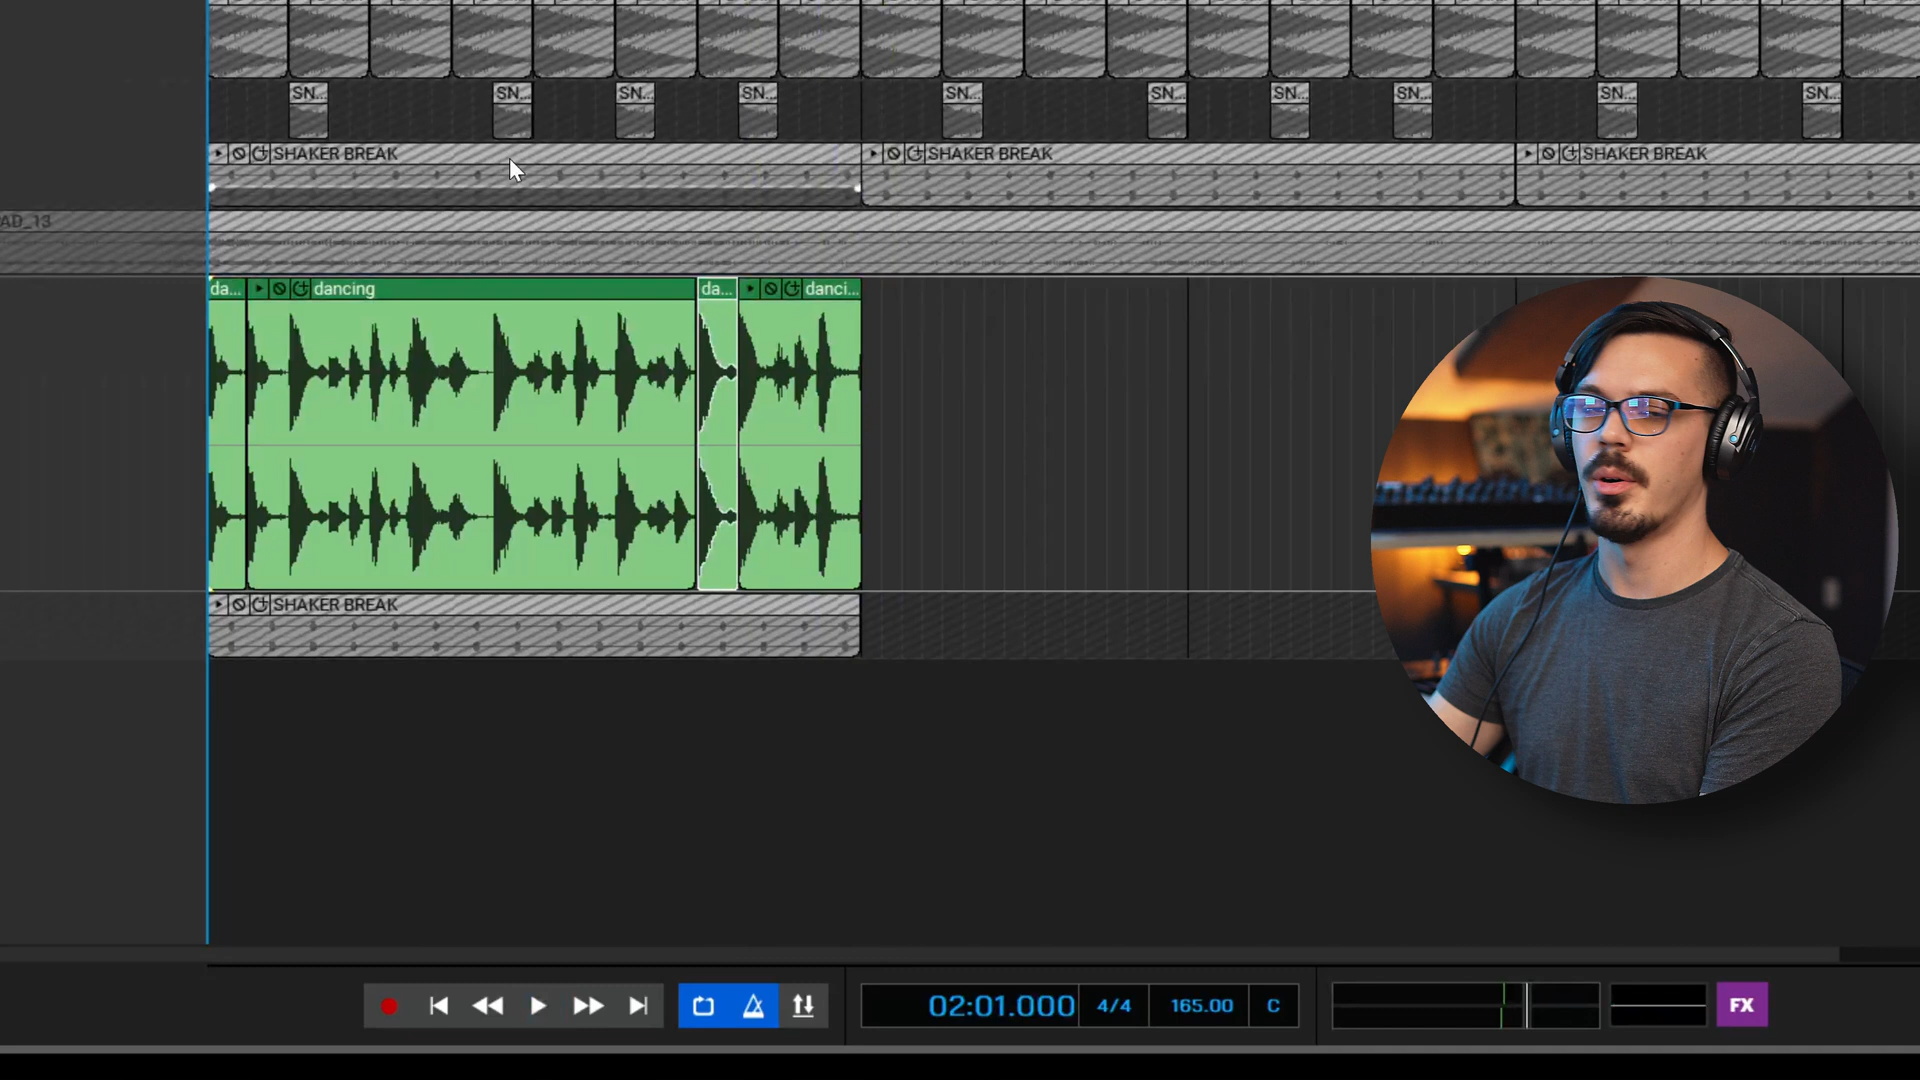 SN... SN... SN... SN... SN... SN... SN... SN... SN... SN...
SHAKER BREAK SHAKER BREAK SHAKER BREAK
AD_13
da... dancing da... danci...
SHAKER BREAK
02:01.000 4/4 165.00 C FX